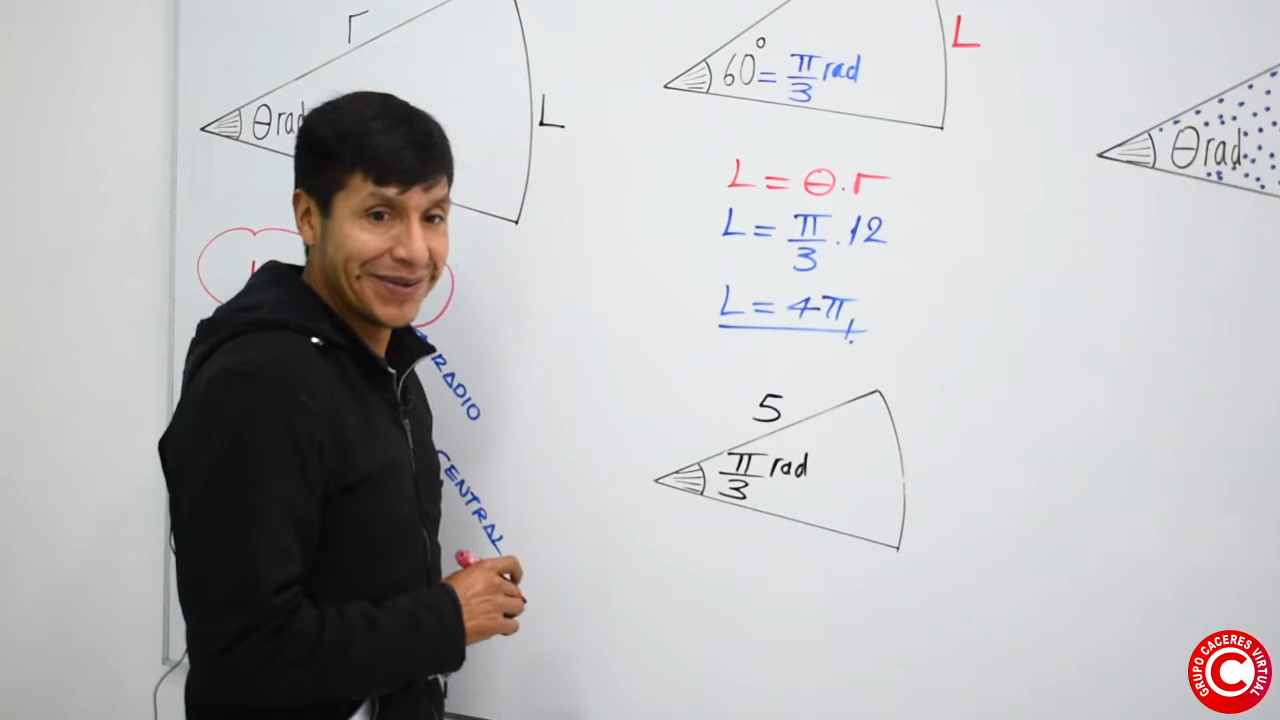 r
θ rad
L
RADIO
CENTRAL
60° = π/3 rad
L
L = θ.r
L = π/3 . 12
L = 4π
5
π/3 rad
θ rad
GRUPO CACERES VIRTUAL
C